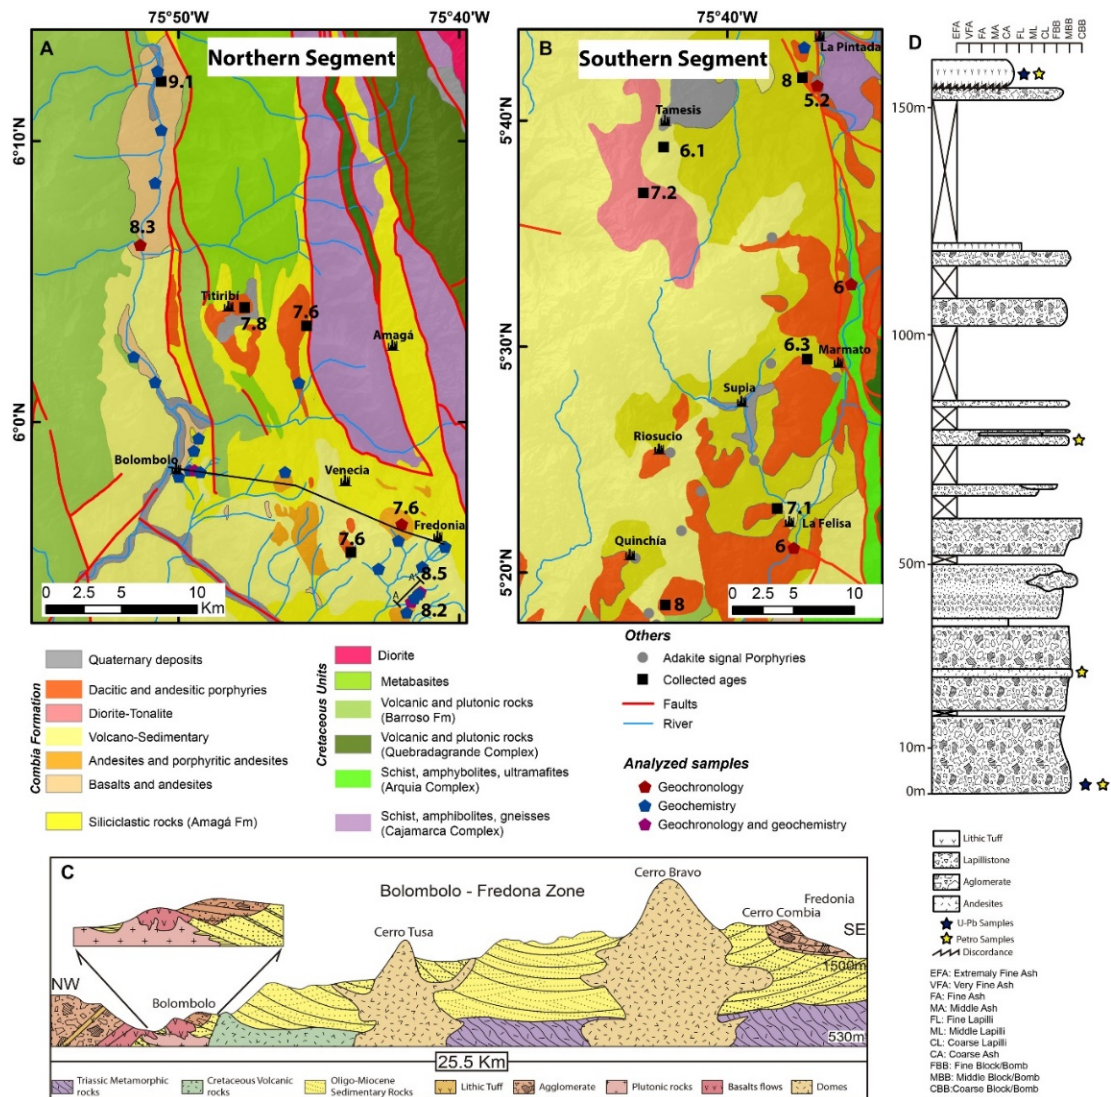 75°50'W
75°40'W
75°40'W
A
Northern Segment
9.1
6°10'N
8.3
Titiribí
7.8
7.6
Amagá
6°0'N
Bolombolo
Venecia
7.6
Fredonia
7.6
8.5
A'
A
8.2
0 2.5 5 10
Km
B
Southern Segment
La Pintada
8
5.2
5°40'N
Tamesis
6.1
7.2
6
5°30'N
6.3
Marmato
Supia
Riosucio
7.1
La Felisa
Quinchía
6
5°20'N
8
0 2.5 5 10
D
EFA
VFA
FA
MA
CA
FL
ML
CL
FBB
MBB
CBB
150m
100m
50m
10m
0m
Combia Formation
Quaternary deposits
Dacitic and andesitic porphyries
Diorite-Tonalite
Volcano-Sedimentary
Andesites and porphyritic andesites
Basalts and andesites
Siliciclastic rocks (Amagá Fm)
Cretaceous Units
Diorite
Metabasites
Volcanic and plutonic rocks
(Barroso Fm)
Volcanic and plutonic rocks
(Quebradagrande Complex)
Schist, amphybolites, ultramafites
(Arquia Complex)
Schist, amphibolites, gneisses
(Cajamarca Complex)
Others
Adakite signal Porphyries
Collected ages
Faults
River
Analyzed samples
Geochronology
Geochemistry
Geochronology and geochemistry
Lithic Tuff
Lapillistone
Aglomerate
Andesites
U-Pb Samples
Petro Samples
Discordance
EFA: Extremaly Fine Ash
VFA: Very Fine Ash
FA: Fine Ash
MA: Middle Ash
FL: Fine Lapilli
ML: Middle Lapilli
CL: Coarse Lapilli
CA: Coarse Ash
FBB: Fine Block/Bomb
MBB: Middle Block/Bomb
CBB:Coarse Block/Bomb
C
Bolombolo - Fredona Zone
Cerro Bravo
Cerro Tusa
Cerro Combia
Fredonia
SE
1500m
NW
Bolombolo
530m
25.5 Km
Triassic Metamorphic
rocks
Cretaceous Volcanic
rocks
Oligo-Miocene
Sedimentary Rocks
Lithic Tuff
Agglomerate
Plutonic rocks
Basalts flows
Domes